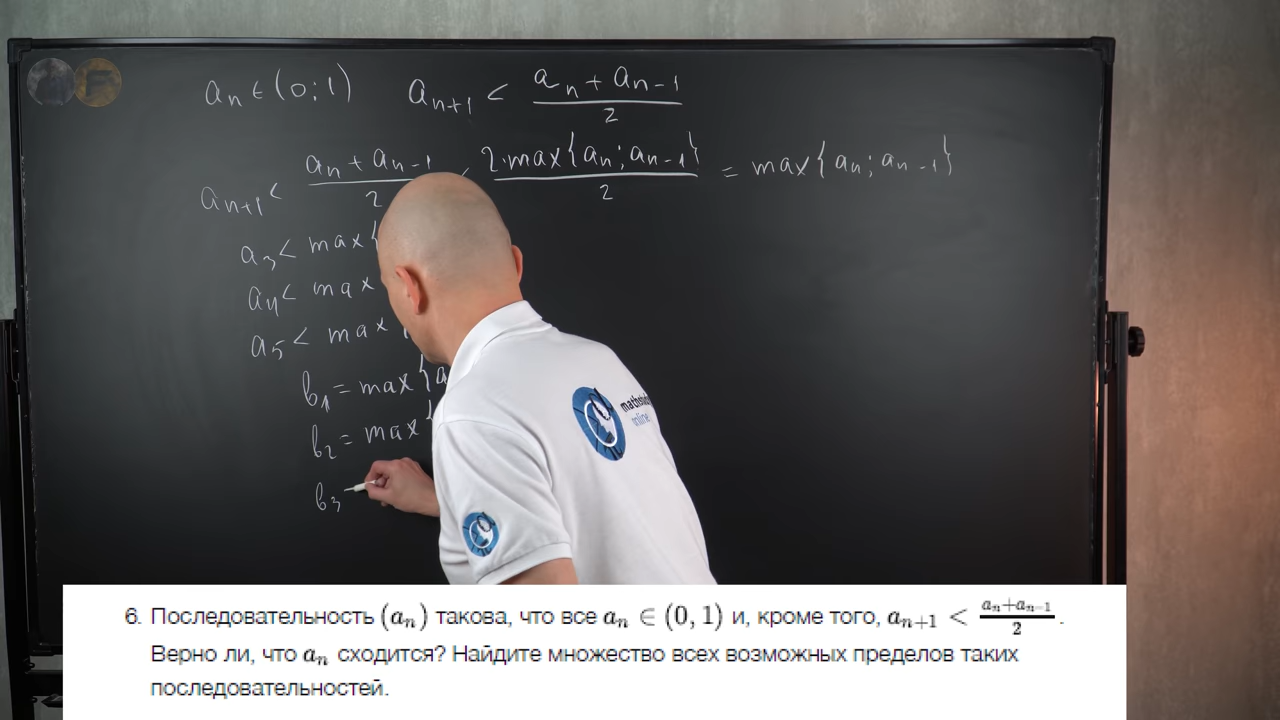 aₙ ∈ (0; 1) aₙ₊₁ < (aₙ + aₙ₋₁)/2
aₙ₊₁ < (aₙ + aₙ₋₁)/2 (2·max{aₙ; aₙ₋₁})/2 = max{aₙ; aₙ₋₁}
a₃ < max{
a₄ < max
a₅ < max
b₁ = max{a
b₂ = max
b₃
6. Последовательность (aₙ) такова, что все aₙ ∈ (0, 1) и, кроме того, aₙ₊₁ < (aₙ+aₙ₋₁)/2.
Верно ли, что aₙ сходится? Найдите множество всех возможных пределов таких
последовательностей.